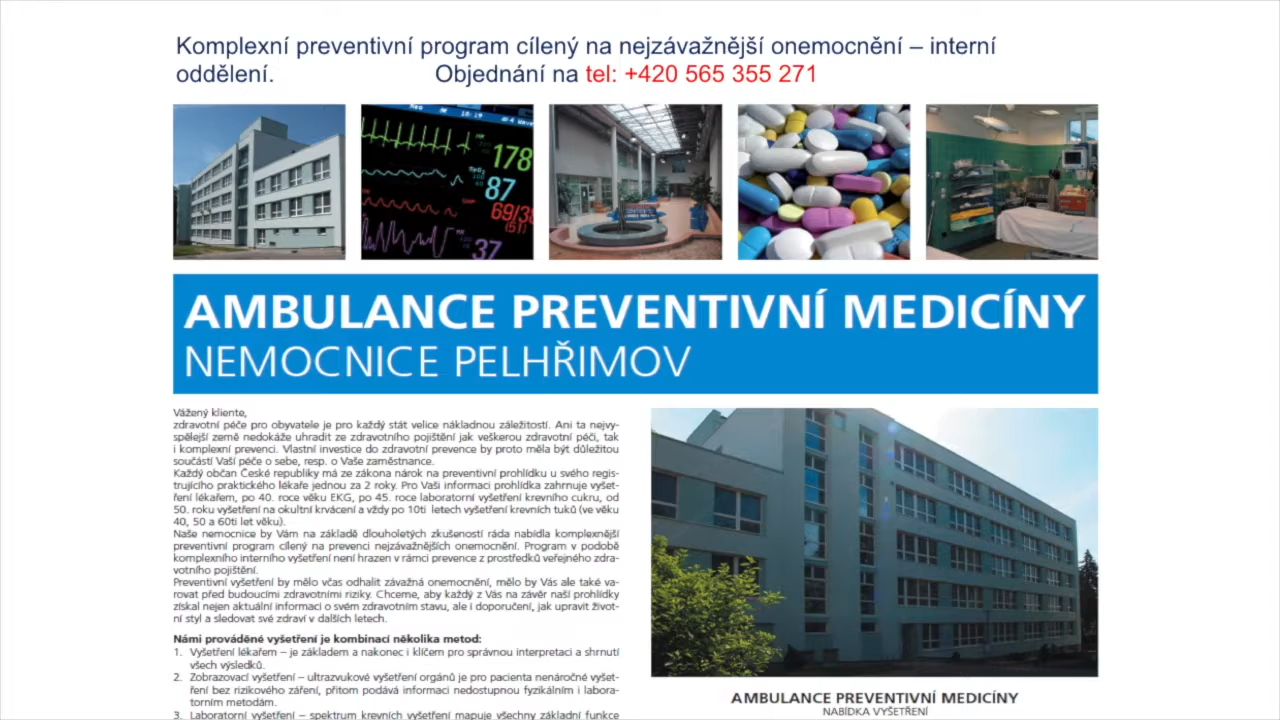 Komplexní preventivní program cílený na nejzávažnější onemocnění – interní
oddělení. Objednání na tel: +420 565 355 271
178
87
69/3
(51)
37
AMBULANCE PREVENTIVNÍ MEDICÍNY
NEMOCNICE PELHŘIMOV
Vážený kliente,
zdravotní péče pro obyvatele je pro každý stát velice nákladnou záležitostí. Ani ta nejvy-
spělejší země nedokáže uhradit ze zdravotního pojištění jak veškerou zdravotní péči, tak
i komplexní prevenci. Vlastní investice do zdravotní prevence by proto měla být důležitou
součástí Vaší péče o sebe, resp. o Vaše zaměstnance.
Každý občan České republiky má ze zákona nárok na preventivní prohlídku u svého regis-
trujícího praktického lékaře jednou za 2 roky. Pro Vaši informaci prohlídka zahrnuje vyšet-
ření lékařem, po 40. roce věku EKG, po 45. roce laboratorní vyšetření krevního cukru, od
50. roku vyšetření na okultní krvácení a vždy po 10ti letech vyšetření krevních tuků (ve věku
40, 50 a 60ti let věku).
Naše nemocnice by Vám na základě dlouholetých zkušeností ráda nabídla komplexnější
preventivní program cílený na prevenci nejzávažnějších onemocnění. Program v podobě
komplexního interního vyšetření není hrazen v rámci prevence z prostředků veřejného zdra-
votního pojištění.
Preventivní vyšetření by mělo včas odhalit závažná onemocnění, mělo by Vás ale také va-
rovat před budoucími zdravotními riziky. Chceme, aby každý z Vás na závěr naší prohlídky
získal nejen aktuální informaci o svém zdravotním stavu, ale i doporučení, jak upravit život-
ní styl a sledovat své zdraví v dalších letech.
Námi prováděné vyšetření je kombinací několika metod:
1. Vyšetření lékařem – je základem a nakonec i klíčem pro správnou interpretaci a shrnutí
všech výsledků.
2. Zobrazovací vyšetření – ultrazvukové vyšetření orgánů je pro pacienta nenáročné vyšet-
ření bez rizikového záření, přitom podává informaci nedostupnou fyzikálním i labora-
torním metodám.
3. Laboratorní vyšetření – spektrum krevních vyšetření mapuje všechny základní funkce
AMBULANCE PREVENTIVNÍ MEDICÍNY
NABÍDKA VYŠETŘENÍ